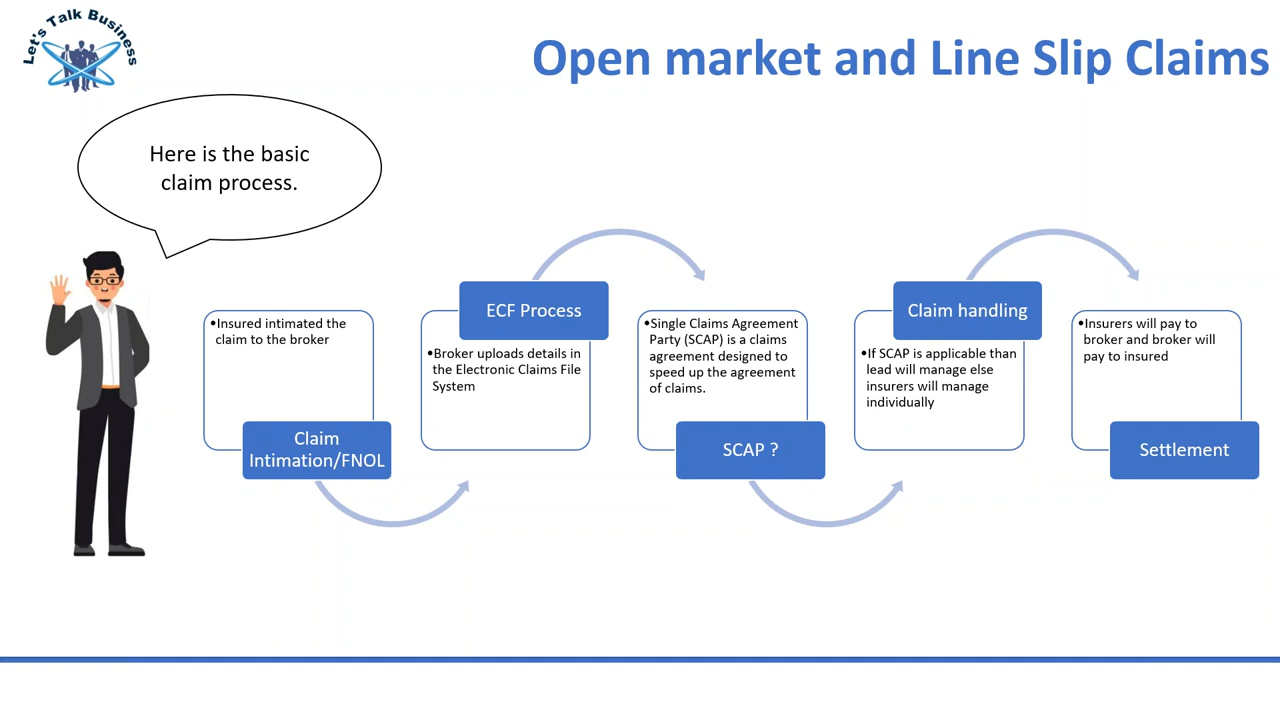 Let's Talk Business
Open market and Line Slip Claims
Here is the basic
claim process.
•Insured intimated the
claim to the broker
Claim
Intimation/FNOL
ECF Process
•Broker uploads details in
the Electronic Claims File
System
•Single Claims Agreement
Party (SCAP) is a claims
agreement designed to
speed up the agreement
of claims.
SCAP ?
Claim handling
•If SCAP is applicable than
lead will manage else
insurers will manage
individually
•Insurers will pay to
broker and broker will
pay to insured
Settlement